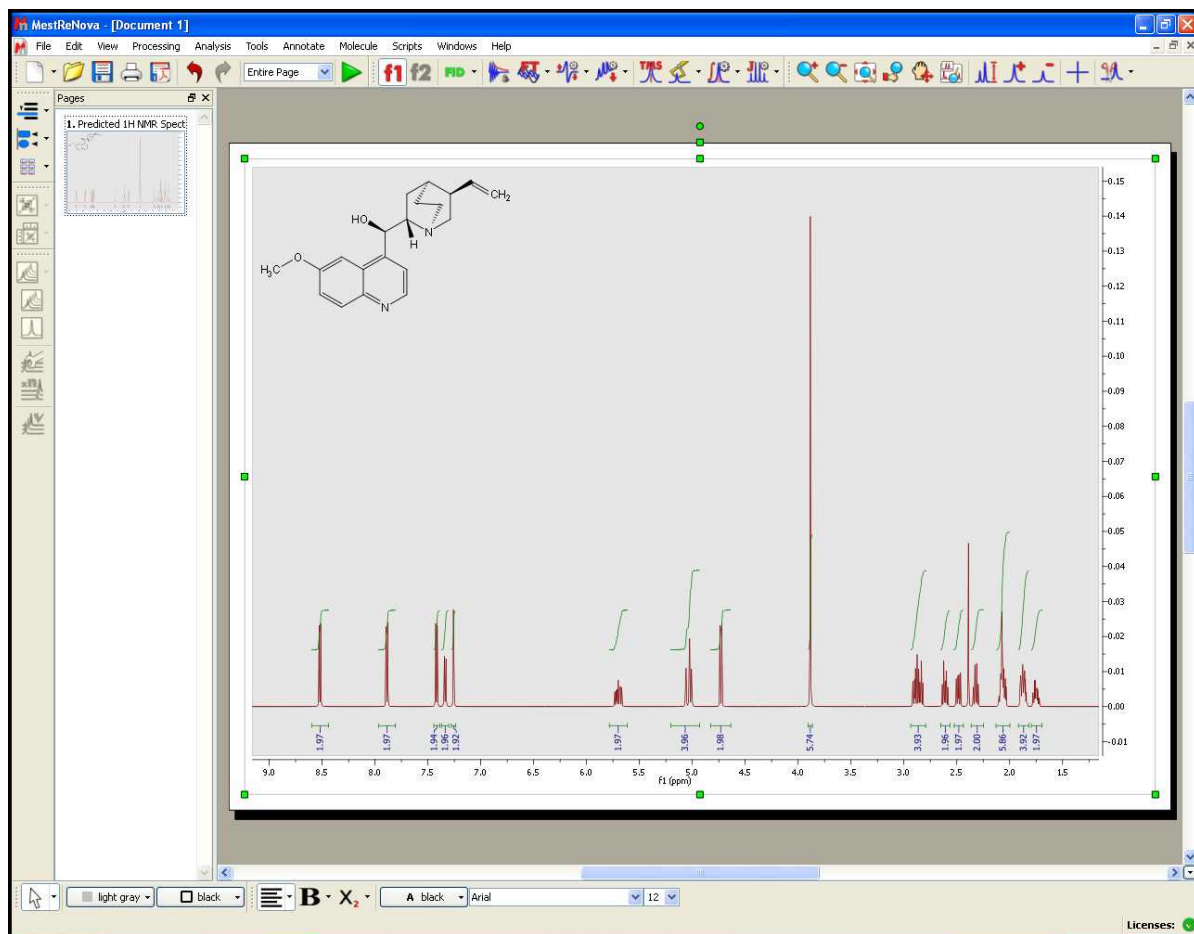 MestReNova - [Document 1]
File Edit View Processing Analysis Tools Annotate Molecule Scripts Windows Help
Entire Page f1 f2 FID TMS
Pages
1. Predicted 1H NMR Spect
CH2
HO
H
N
H3C
O
N
0.15
0.14
0.13
0.12
0.11
0.10
0.09
0.08
0.07
0.06
0.05
0.04
0.03
0.02
0.01
0.00
-0.01
1.97 1.97 1.94 1.96 1.92 1.97 3.96 1.98 5.74 3.93 1.96 1.97 2.00 5.86 3.92 1.97
9.0 8.5 8.0 7.5 7.0 6.5 6.0 5.5 5.0 4.5 4.0 3.5 3.0 2.5 2.0 1.5
f1 (ppm)
light gray black B X2 A black Arial 12
Licenses: